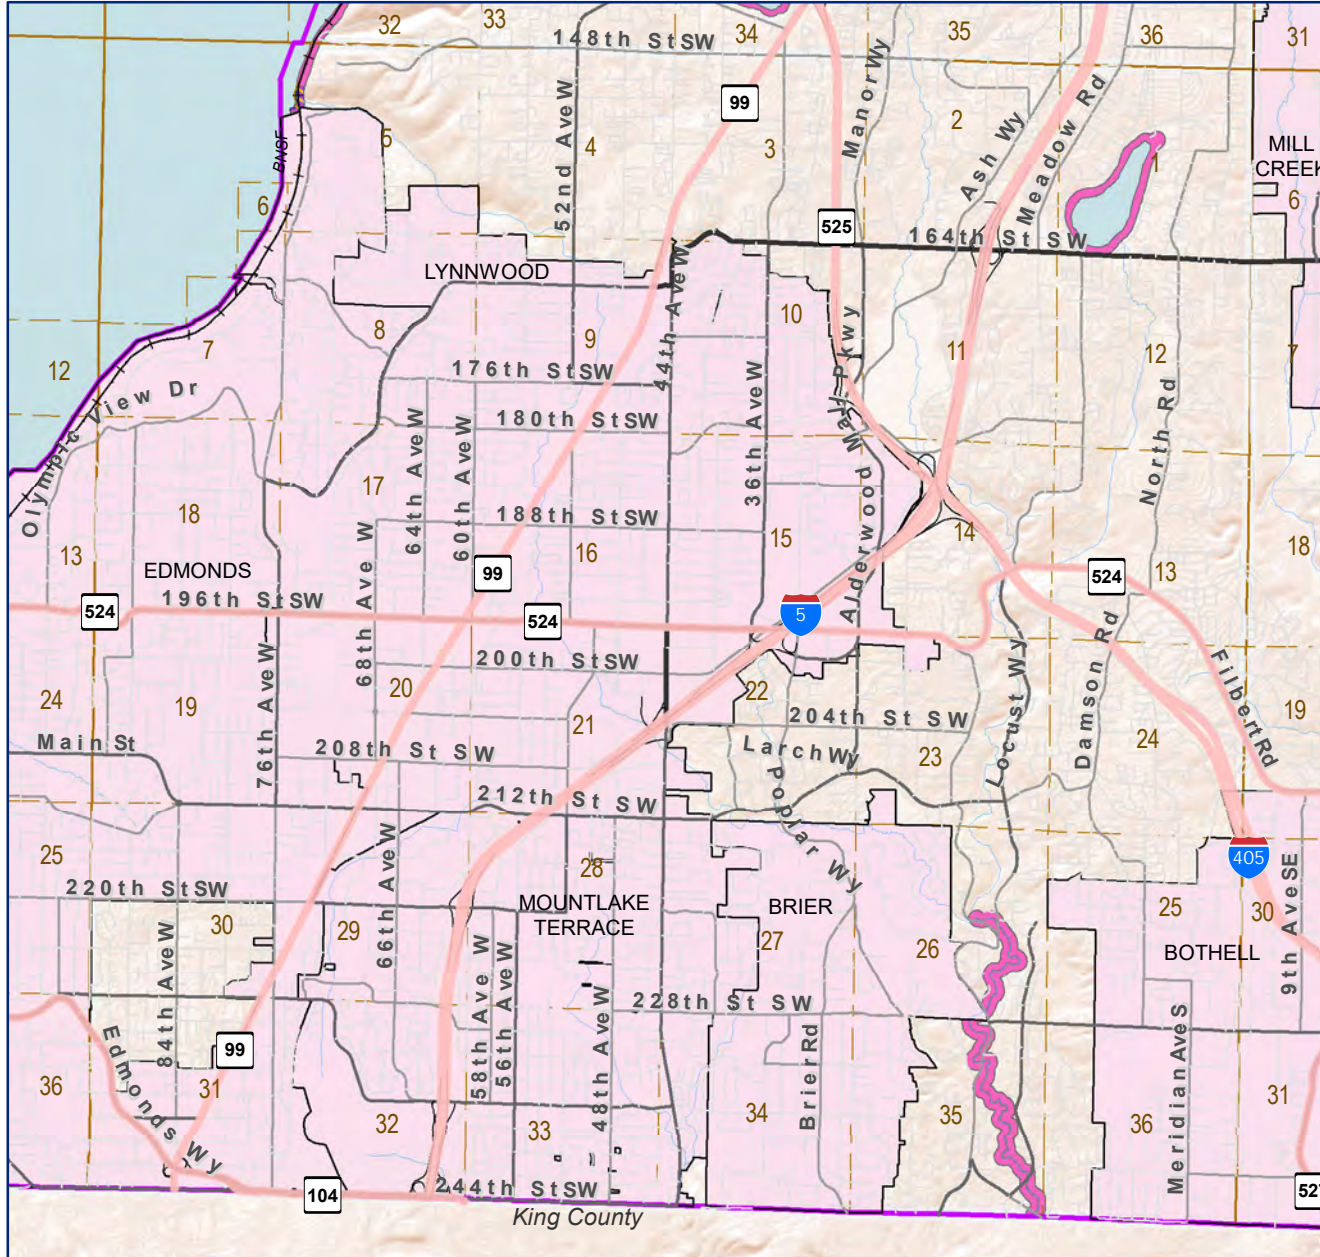 32
33
34
35
36
31
148th St SW
99
52nd Ave W
Manor Wy
Ash Wy
Meadow Rd
5
4
3
2
1
MILL
CREEK
6
6
BNSF
525
164th St SW
LYNNWOOD
44th Ave W
10
8
9
11
12
7
7
12
176th St SW
36th Ave W
Alderwood Mall Pkwy
North Rd
Olympic View Dr
180th St SW
64th Ave W
60th Ave W
17
18
188th St SW
16
15
14
13
18
13
EDMONDS
99
524
196th St SW
524
524
5
68th Ave W
200th St SW
Damson Rd
Locust Wy
Filbert Rd
24
19
20
21
22
204th St SW
23
24
19
Main St
76th Ave W
208th St SW
Larch Wy
212th St SW
Poplar Wy
25
66th Ave W
28
405
220th St SW
30
29
MOUNTLAKE
TERRACE
BRIER
27
26
25
30
9th Ave SE
BOTHELL
84th Ave W
58th Ave W
56th Ave W
48th Ave W
228th St SW
Edmonds Wy
99
Brier Rd
Meridian Ave S
36
31
32
33
34
35
36
31
104
244th St SW
527
King County